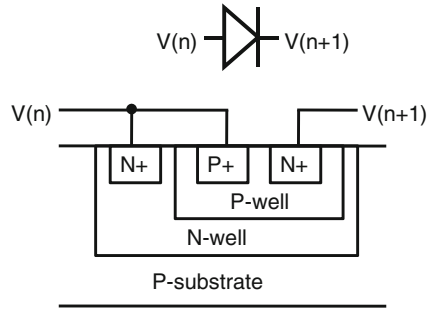 V(n) V(n+1)
V(n) V(n+1)
N+ P+ N+
P-well
N-well
P-substrate